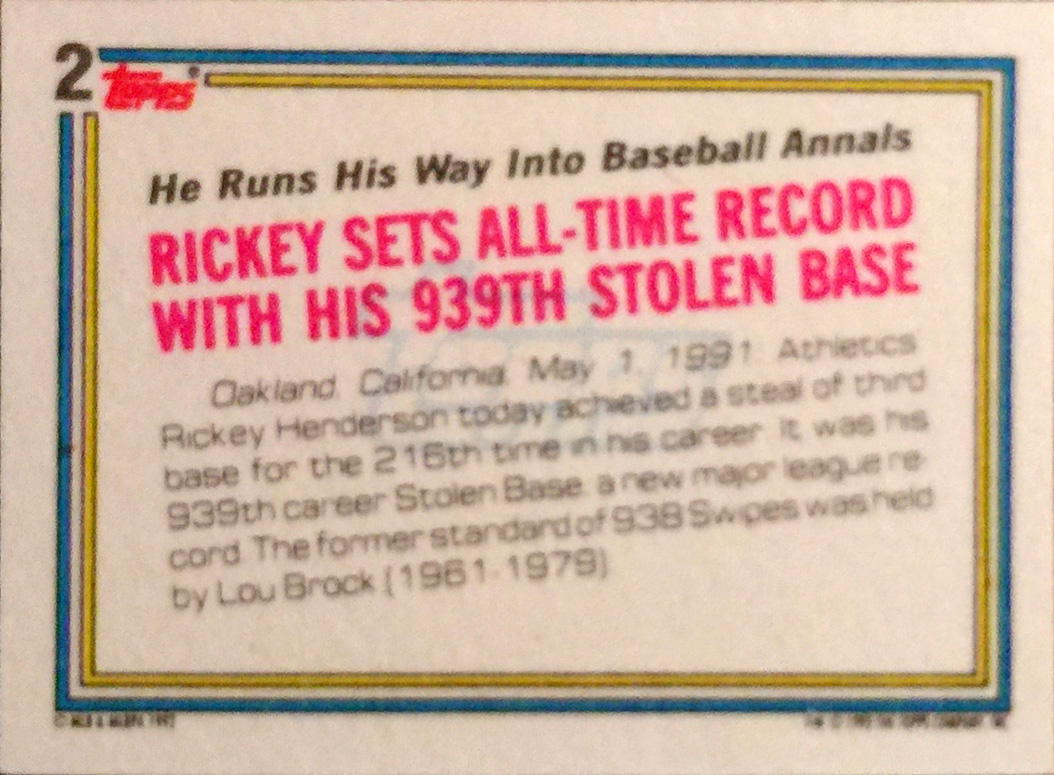 2
Topps®
He Runs His Way Into Baseball Annals
RICKEY SETS ALL-TIME RECORD
WITH HIS 939TH STOLEN BASE
Oakland, California, May 1, 1991: Athletics
Rickey Henderson today achieved a steal of third
base for the 216th time in his career. It was his
939th career Stolen Base, a new major league re-
cord. The former standard of 938 Swipes was held
by Lou Brock (1961-1979).